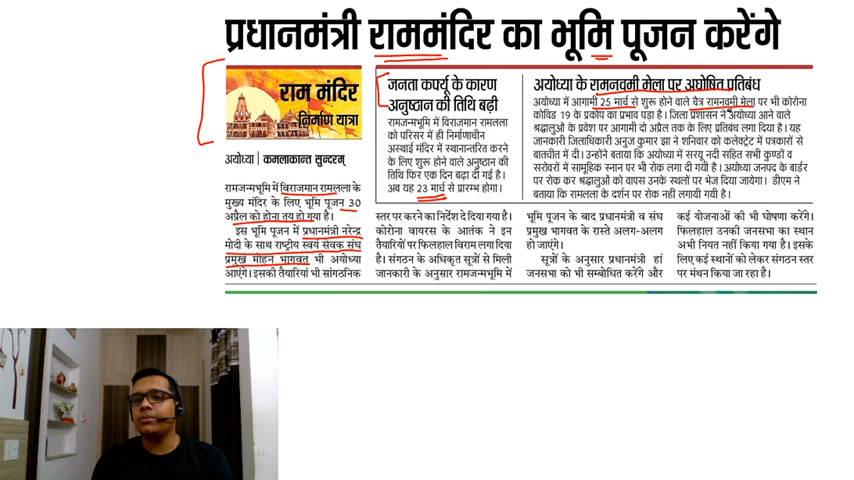 प्रधानमंत्री राममंदिर का भूमि पूजन करेंगे
राम मंदिर
निर्माण यात्रा
अयोध्या | कमलाकान्त सुन्दरम्
रामजन्मभूमि में विराजमान रामलला के
मुख्य मंदिर के लिए भूमि पूजन 30
अप्रैल को होना तय हो गया है।
इस भूमि पूजन में प्रधानमंत्री नरेन्द्र
मोदी के साथ राष्ट्रीय स्वयं सेवक संघ
प्रमुख मोहन भागवत भी अयोध्या
आएंगे। इसकी तैयारियां भी सांगठनिक
जनता कर्फ्यू के कारण
अनुष्ठान की तिथि बढ़ी
रामजन्मभूमि में विराजमान रामलला
को परिसर में ही निर्माणाधीन
अस्थाई मंदिर में स्थानान्तरित करने
के लिए शुरू होने वाले अनुष्ठान की
तिथि फिर एक दिन बढ़ा दी गई है।
अब यह 23 मार्च से प्रारम्भ होगा।
अयोध्या के रामनवमी मेला पर अघोषित प्रतिबंध
अयोध्या में आगामी 25 मार्च से शुरू होने वाले चैत्र रामनवमी मेला पर भी कोरोना
कोविड 19 के प्रकोप का प्रभाव पड़ा है। जिला प्रशासन ने अयोध्या आने वाले
श्रद्धालुओं के प्रवेश पर आगामी दो अप्रैल तक के लिए प्रतिबंध लगा दिया है। यह
जानकारी जिलाधिकारी अनुज कुमार झा ने शनिवार को कलेक्ट्रेट में पत्रकारों से
बातचीत में दी। उन्होंने बताया कि अयोध्या में सरयू नदी सहित सभी कुण्डों व
सरोवरों में सामूहिक स्नान पर भी रोक लगा दी गयी है। अयोध्या जनपद के बार्डर
पर रोक कर श्रद्धालुओं को वापस उनके स्थलों पर भेज दिया जायेगा। डीएम ने
बताया कि रामलला के दर्शन पर रोक नहीं लगायी गयी है।
स्तर पर करने का निर्देश दे दिया गया है।
कोरोना वायरस के आतंक ने इन
तैयारियों पर फिलहाल विराम लगा दिया
है। संगठन के अधिकृत सूत्रों से मिली
जानकारी के अनुसार रामजन्मभूमि में
भूमि पूजन के बाद प्रधानमंत्री व संघ
प्रमुख भागवत के रास्ते अलग-अलग
हो जाएंगे।
सूत्रों के अनुसार प्रधानमंत्री हां
जनसभा को भी सम्बोधित करेंगे और
कई योजनाओं की भी घोषणा करेंगे।
फिलहाल उनकी जनसभा का स्थान
अभी नियत नहीं किया गया है। इसके
लिए कई स्थानों को लेकर संगठन स्तर
पर मंथन किया जा रहा है।